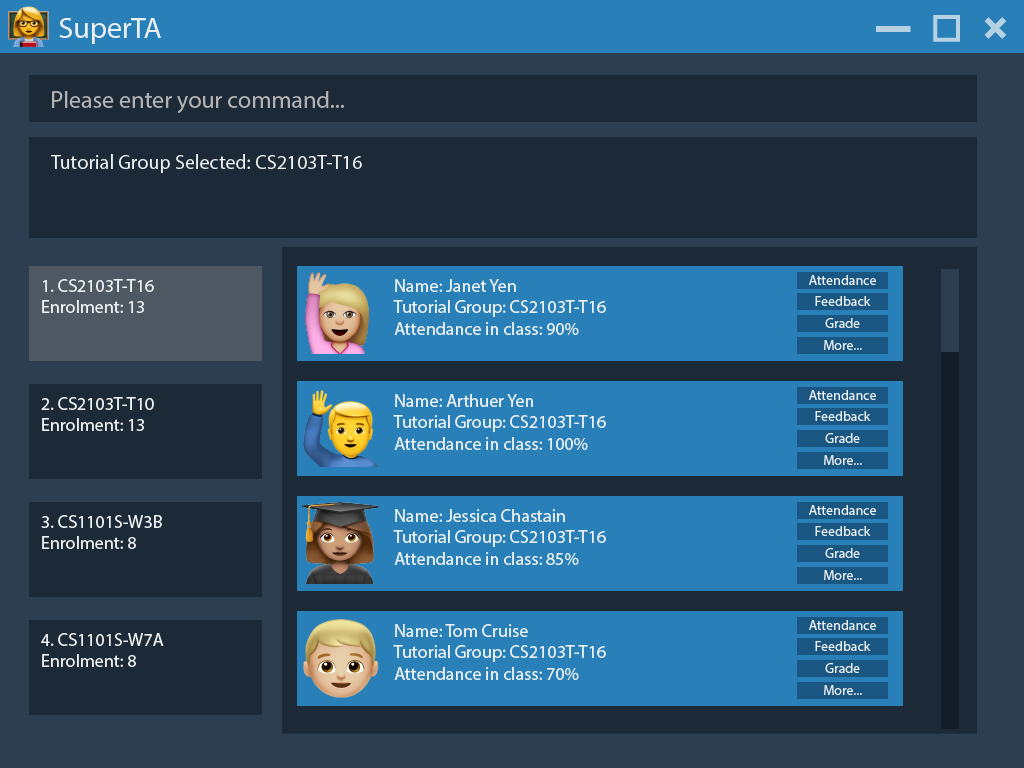 SuperTA
Please enter your command...
Tutorial Group Selected: CS2103T-T16
1. CS2103T-T16
Enrolment: 13
2. CS2103T-T10
Enrolment: 13
3. CS1101S-W3B
Enrolment: 8
4. CS1101S-W7A
Enrolment: 8
Name: Janet Yen
Tutorial Group: CS2103T-T16
Attendance in class: 90%
Attendance
Feedback
Grade
More...
Name: Arthuer Yen
Tutorial Group: CS2103T-T16
Attendance in class: 100%
Attendance
Feedback
Grade
More...
Name: Jessica Chastain
Tutorial Group: CS2103T-T16
Attendance in class: 85%
Attendance
Feedback
Grade
More...
Name: Tom Cruise
Tutorial Group: CS2103T-T16
Attendance in class: 70%
Attendance
Feedback
Grade
More...